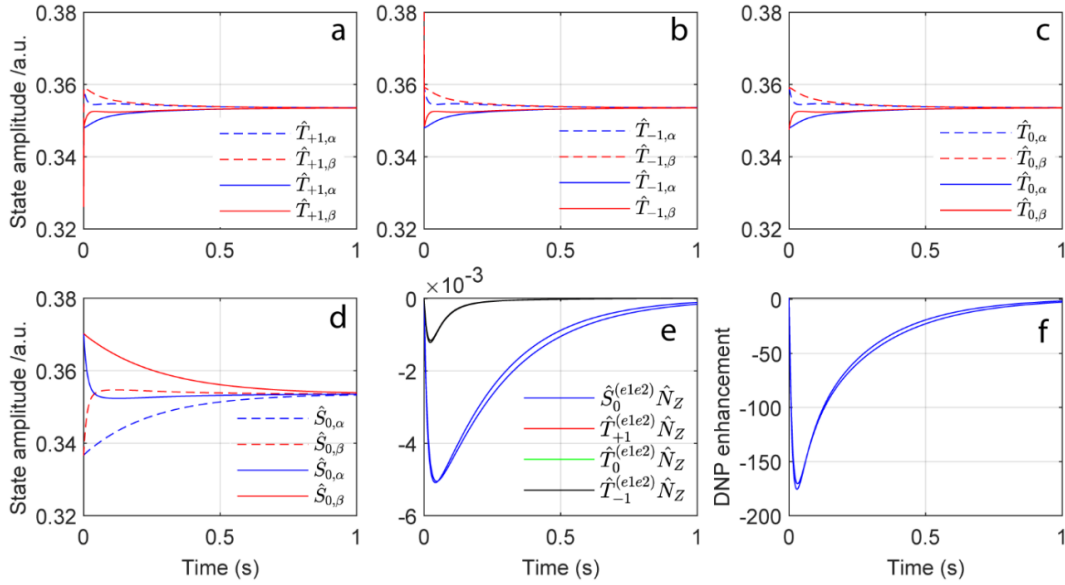 State amplitude /a.u.
0.38
0.36
0.34
0.32
a
T̂₊₁,α
T̂₊₁,β
T̂₊₁,α
T̂₊₁,β
0
0.5
1
0.38
0.36
0.34
0.32
b
T̂₋₁,α
T̂₋₁,β
T̂₋₁,α
T̂₋₁,β
0
0.5
1
0.38
0.36
0.34
0.32
c
T̂₀,α
T̂₀,β
T̂₀,α
T̂₀,β
0
0.5
1
State amplitude /a.u.
0.38
0.36
0.34
0.32
d
Ŝ₀,α
Ŝ₀,β
Ŝ₀,α
Ŝ₀,β
0
0.5
1
Time (s)
×10⁻³
0
-2
-4
-6
e
Ŝ₀⁽ᵉ¹ᵉ²⁾N̂_Z
T̂₊₁⁽ᵉ¹ᵉ²⁾N̂_Z
T̂₀⁽ᵉ¹ᵉ²⁾N̂_Z
T̂₋₁⁽ᵉ¹ᵉ²⁾N̂_Z
0
0.5
1
Time (s)
DNP enhancement
0
-50
-100
-150
-200
f
0
0.5
1
Time (s)